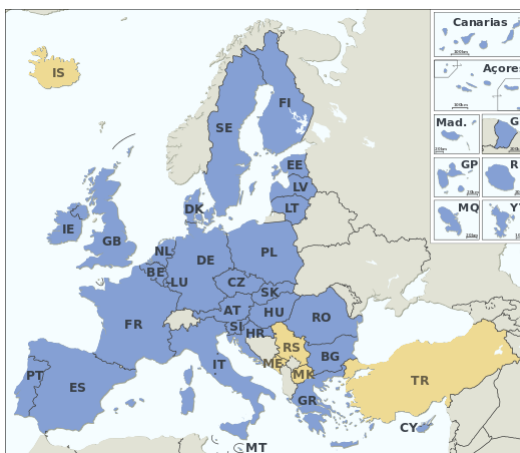 Canarias
Açore
Mad.
G
GP
R
MQ
Y
IS
FI
SE
EE
LV
LT
DK
IE
GB
NL
BE
LU
DE
PL
CZ
SK
AT
HU
SI
HR
RO
FR
IT
RS
ME
MK
BG
PT
ES
GR
TR
CY
MT